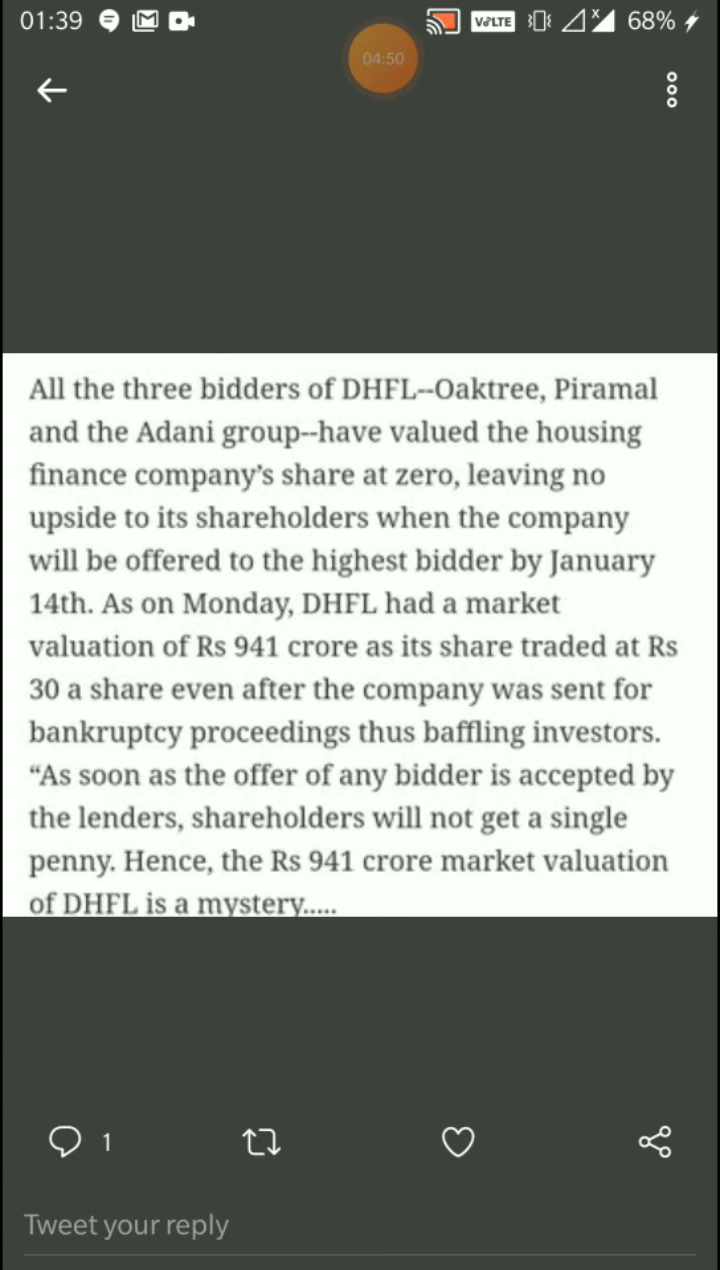 01:39 VoLTE x 68%
04:50
All the three bidders of DHFL--Oaktree, Piramal
and the Adani group--have valued the housing
finance company’s share at zero, leaving no
upside to its shareholders when the company
will be offered to the highest bidder by January
14th. As on Monday, DHFL had a market
valuation of Rs 941 crore as its share traded at Rs
30 a share even after the company was sent for
bankruptcy proceedings thus baffling investors.
“As soon as the offer of any bidder is accepted by
the lenders, shareholders will not get a single
penny. Hence, the Rs 941 crore market valuation
of DHFL is a mystery.....
1
Tweet your reply